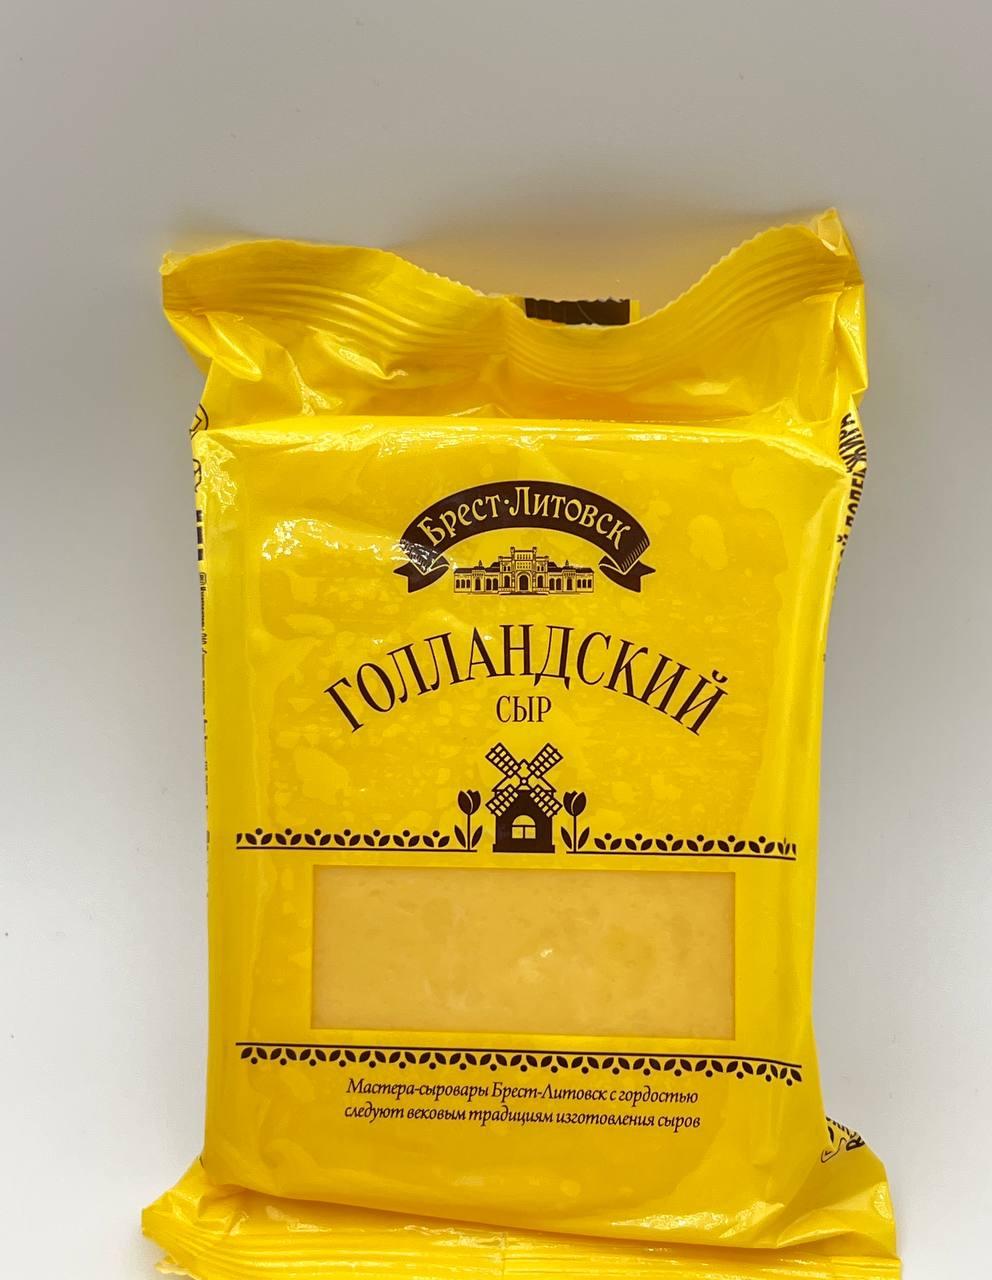 Брест·Литовск
ГОЛЛАНДСКИЙ
СЫР
Мастера-сыровары Брест-Литовск с гордостью
следуют вековым традициям изготовления сыров